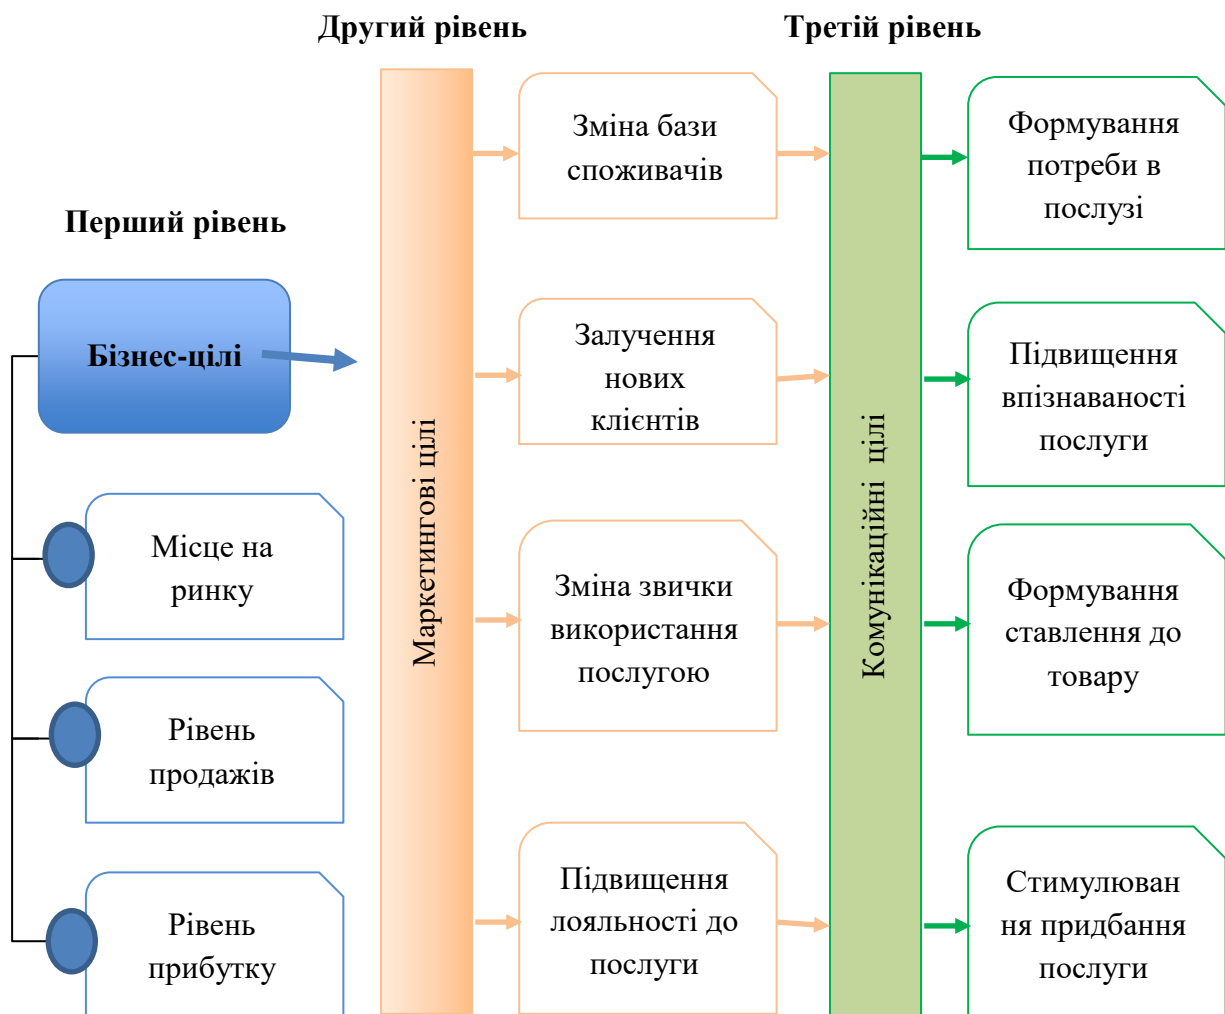 Другий рівень
Третій рівень
Перший рівень
Бізнес-цілі
Місце на
ринку
Рівень
продажів
Рівень
прибутку
Маркетингові цілі
Зміна бази
споживачів
Залучення
нових
клієнтів
Зміна звички
використання
послугою
Підвищення
лояльності до
послуги
Комунікаційні цілі
Формування
потреби в
послузі
Підвищення
впізнаваності
послуги
Формування
ставлення до
товару
Стимулюван
ня придбання
послуги